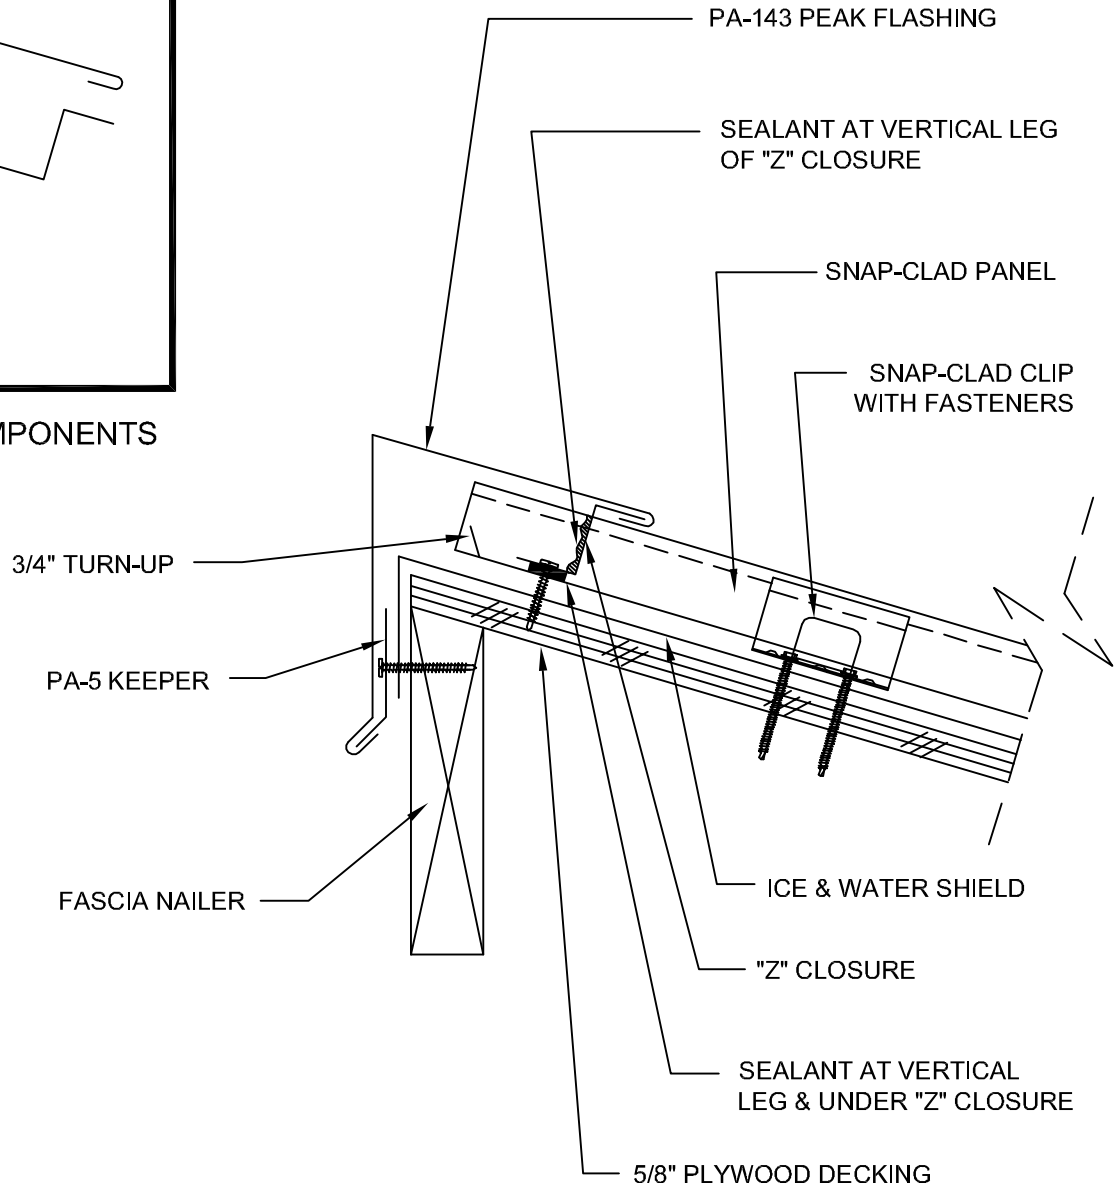 PA-143 PEAK FLASHING
SEALANT AT VERTICAL LEG
OF "Z" CLOSURE
SNAP-CLAD PANEL
SNAP-CLAD CLIP
WITH FASTENERS
MPONENTS
3/4" TURN-UP
PA-5 KEEPER
FASCIA NAILER
ICE & WATER SHIELD
"Z" CLOSURE
SEALANT AT VERTICAL
LEG & UNDER "Z" CLOSURE
5/8" PLYWOOD DECKING